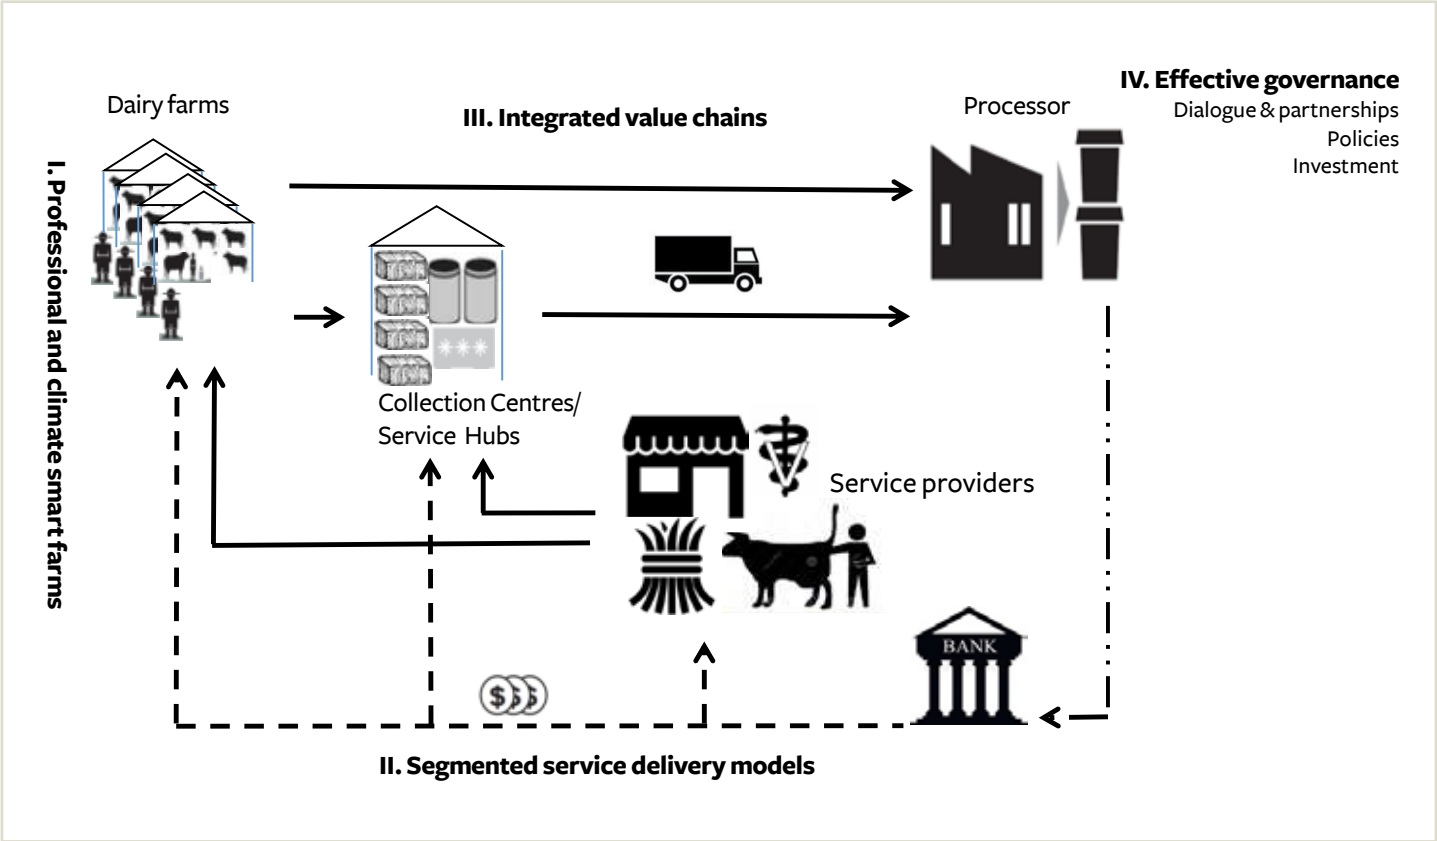 IV. Effective governance
Dialogue & partnerships
Policies
Investment
Dairy farms
III. Integrated value chains
Processor
I. Professional and climate smart farms
Collection Centres/
Service Hubs
Service providers
BANK
$ $ $
II. Segmented service delivery models